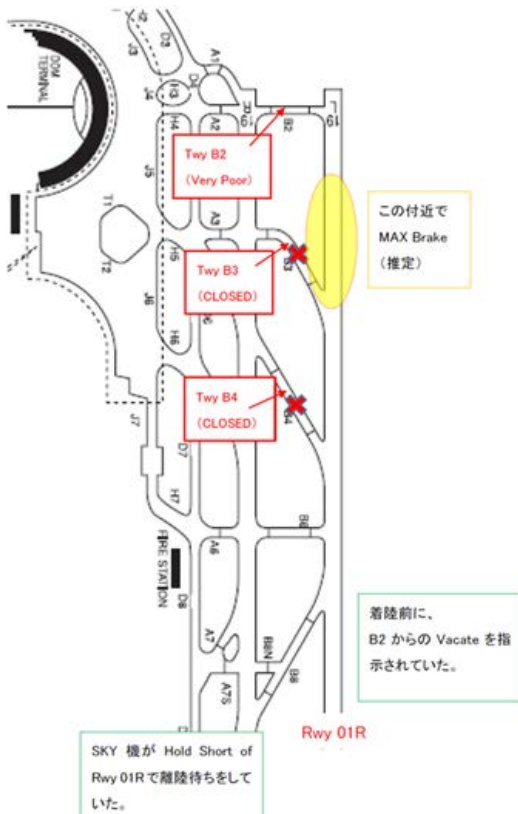 J2
D2
J3
A1
DOM
TERMINAL
J4
H3
D4
H4
A2
B2
J5
Twy B2
(Very Poor)
A3
T1
T2
H5
Twy B3
(CLOSED)
B3
この付近で
MAX Brake
(推定)
J6
H6
Twy B4
(CLOSED)
B4
J7
D7
H7
A6
B6
FIRE STATION
D8
A7
B8N
B8
A7S
着陸前に、
B2 からの Vacate を指
示されていた。
Rwy 01R
SKY 機が Hold Short of
Rwy 01R で離陸待ちをして
いた。